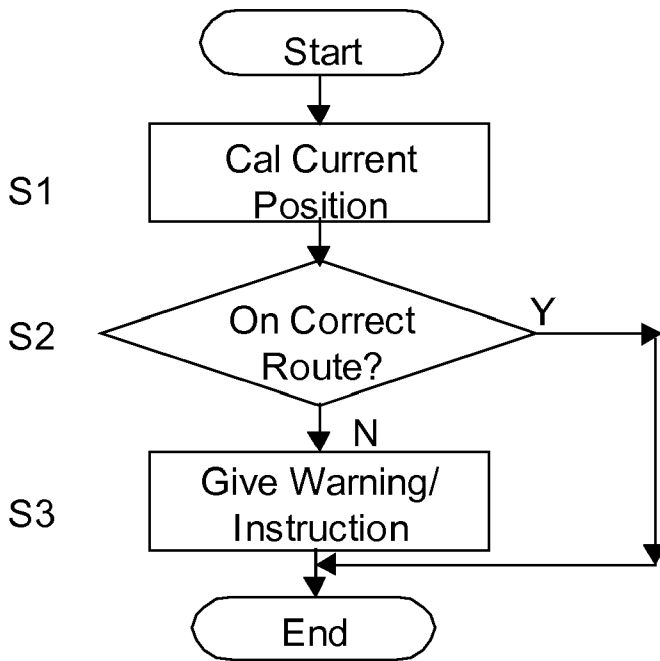 Start
S1
Cal Current
Position
S2
On Correct
Route?
Y
N
S3
Give Warning/
Instruction
End